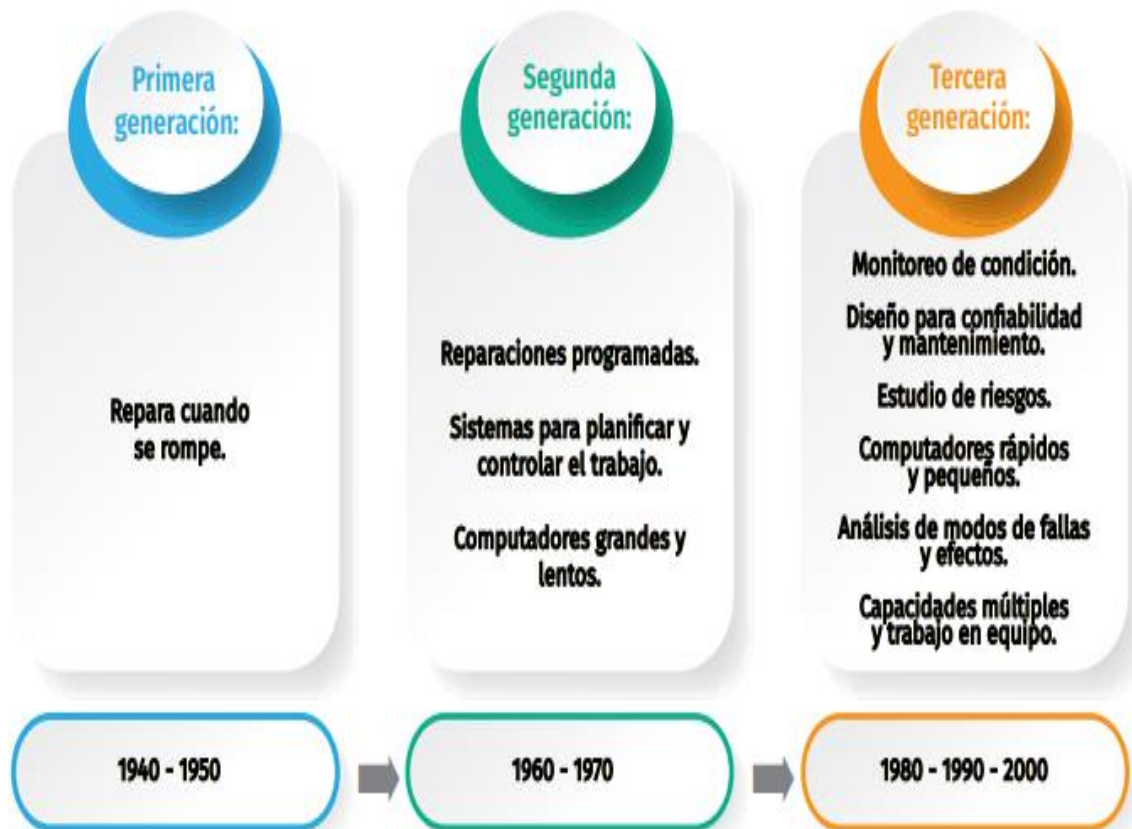 Primera
generación:
Repara cuando
se rompe.
1940 - 1950
Segunda
generación:
Reparaciones programadas.
Sistemas para planificar y
controlar el trabajo.
Computadores grandes y
lentos.
1960 - 1970
Tercera
generación:
Monitoreo de condición.
Diseño para confiabilidad
y mantenimiento.
Estudio de riesgos.
Computadores rápidos
y pequeños.
Análisis de modos de fallas
y efectos.
Capacidades múltiples
y trabajo en equipo.
1980 - 1990 - 2000